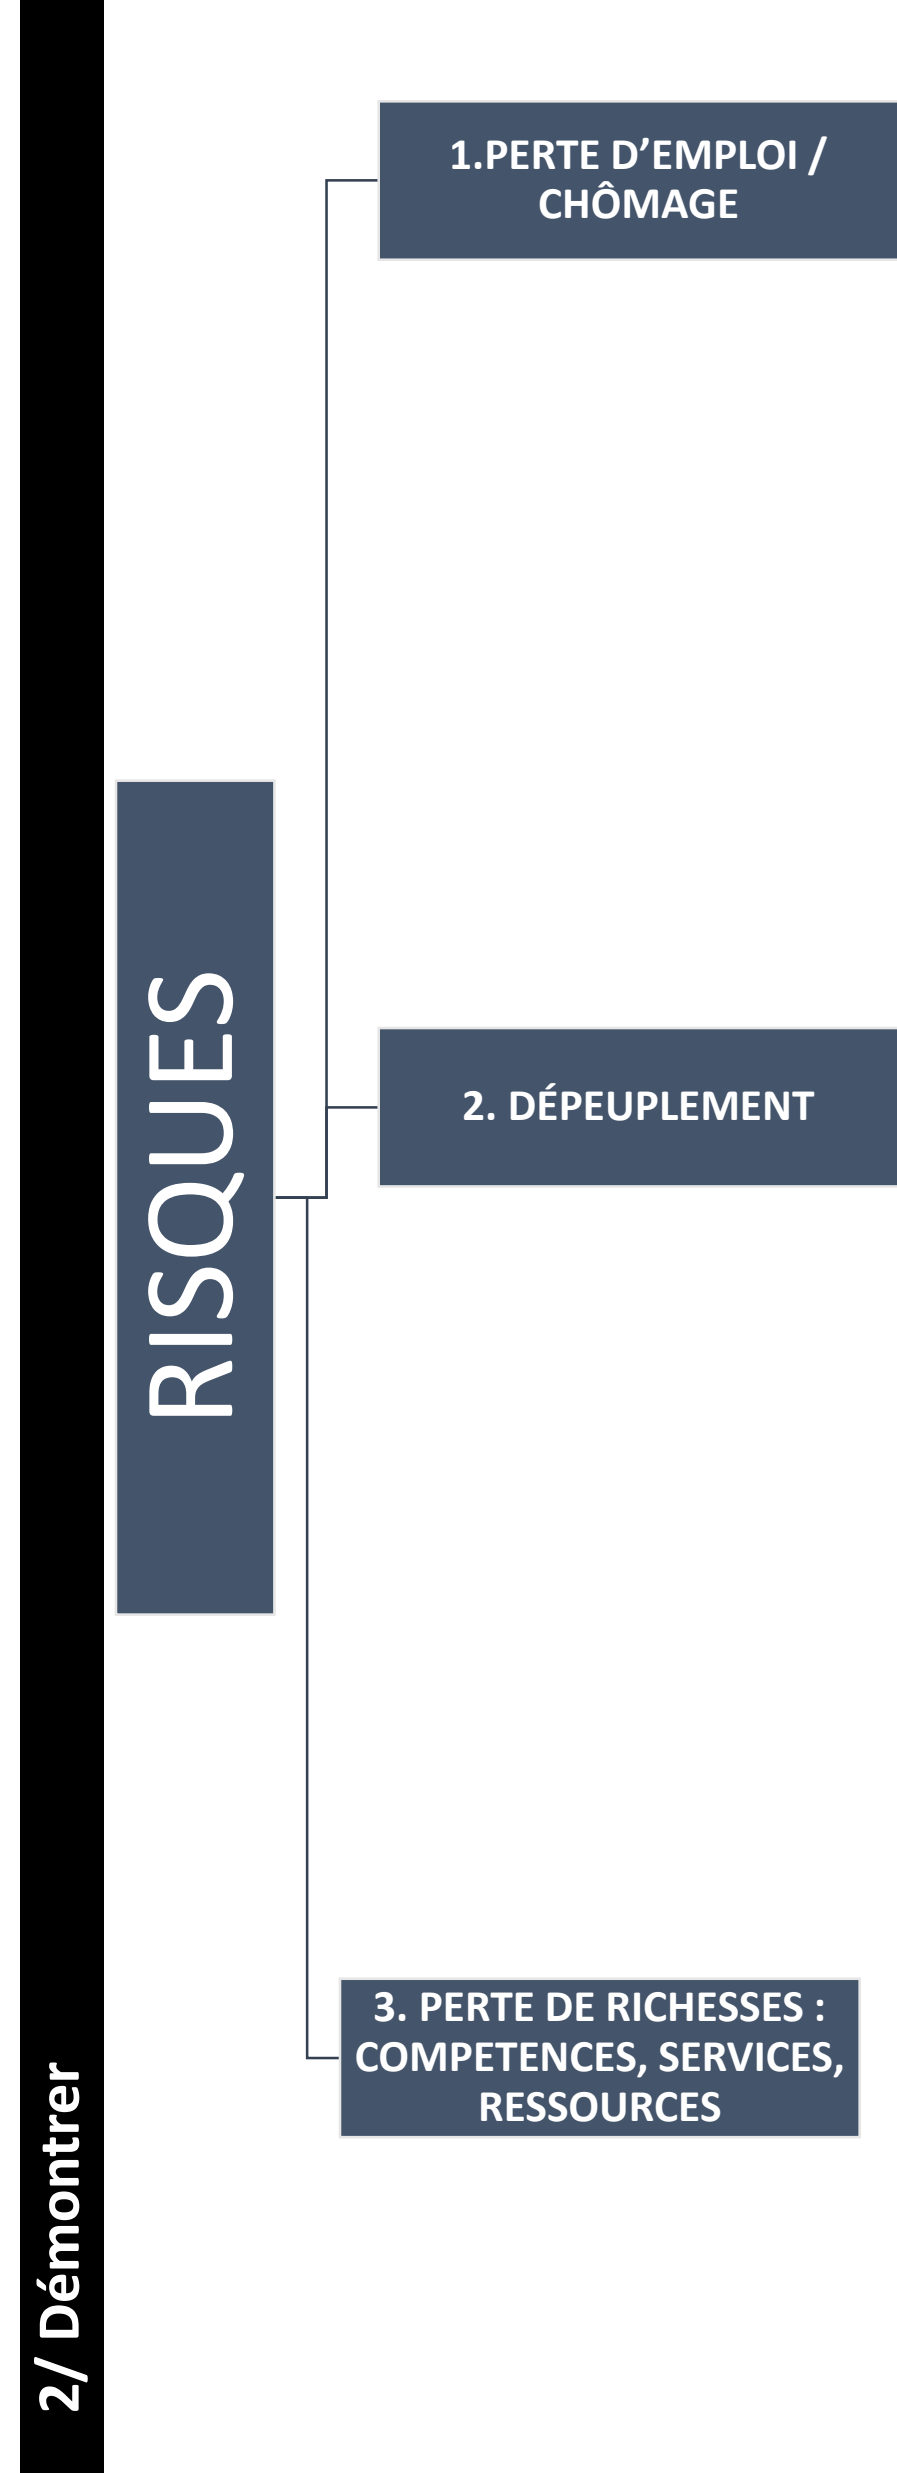 2/ Démontrer
RISQUES
1.PERTE D’EMPLOI /
CHÔMAGE
2. DÉPEUPLEMENT
3. PERTE DE RICHESSES :
COMPETENCES, SERVICES,
RESSOURCES